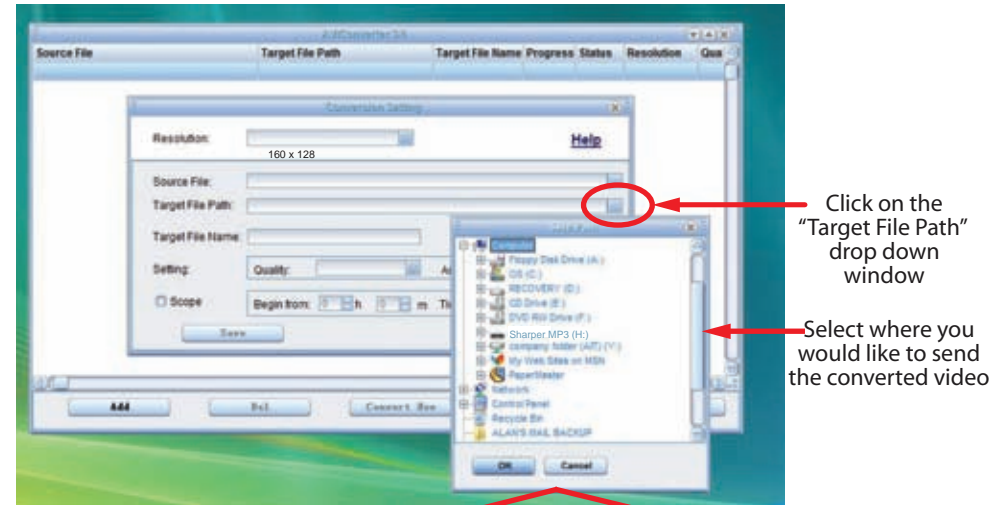 Source File Target File Path Target File Name Progress Status Resolution Qua
Conversion Setting
Resolution: Help
160 x 128
Source File:
Target File Path:
Target File Name:
Setting: Quality:
Scope Begin from: 0 h 0 m
Save
Add Del Convert Now
Computer
Floppy Disk Drive (A:)
OS (C:)
RECOVERY (D:)
CD Drive (E:)
DVD RW Drive (F:)
Sharper MP3 (H:)
company folder (AIT) (Y:)
My Web Sites on MSN
PaperMaster
Network
Control Panel
Recycle Bin
ALAN'S MAIL BACKUP
OK Cancel
Click on the
“Target File Path”
drop down
window
Select where you
would like to send
the converted video